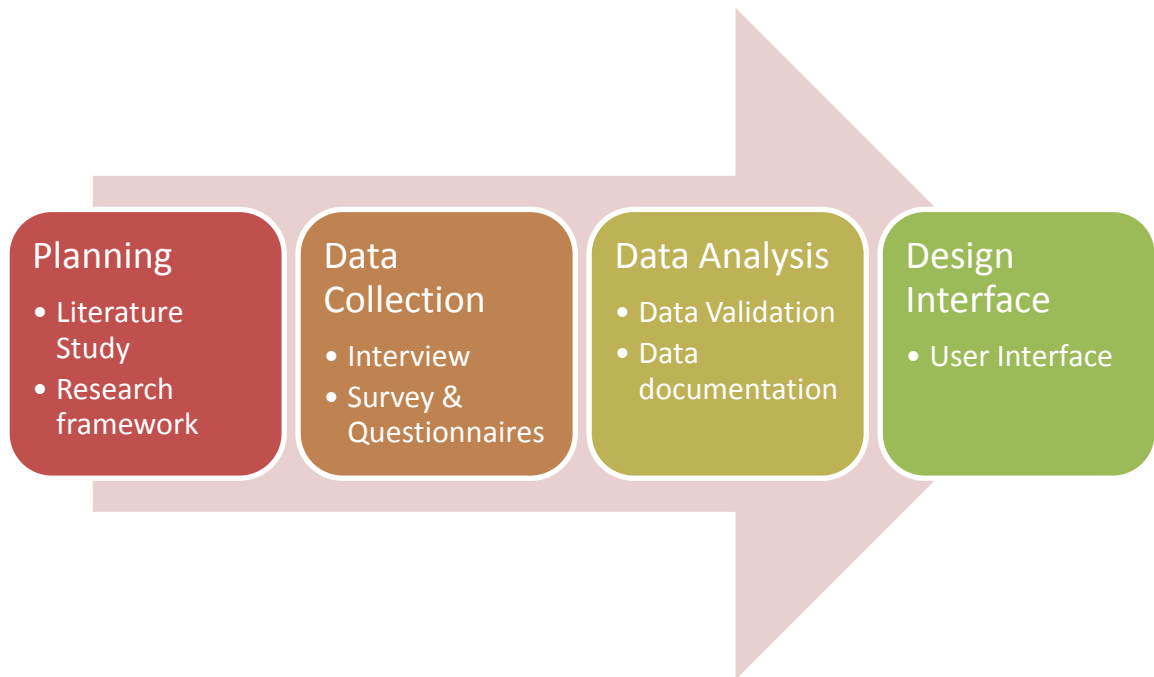 Planning
• Literature
Study
• Research
framework
Data
Collection
• Interview
• Survey &
Questionnaires
Data Analysis
• Data Validation
• Data
documentation
Design
Interface
• User Interface